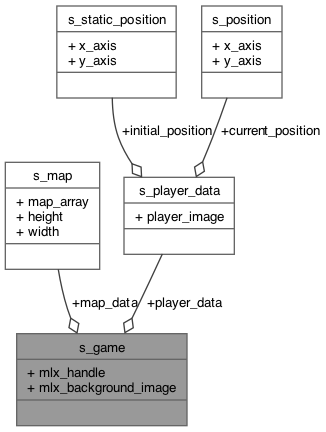 s_static_position
+ x_axis
+ y_axis
s_position
+ x_axis
+ y_axis
+initial_position
+current_position
s_map
+ map_array
+ height
+ width
s_player_data
+ player_image
+map_data
+player_data
s_game
+ mlx_handle
+ mlx_background_image